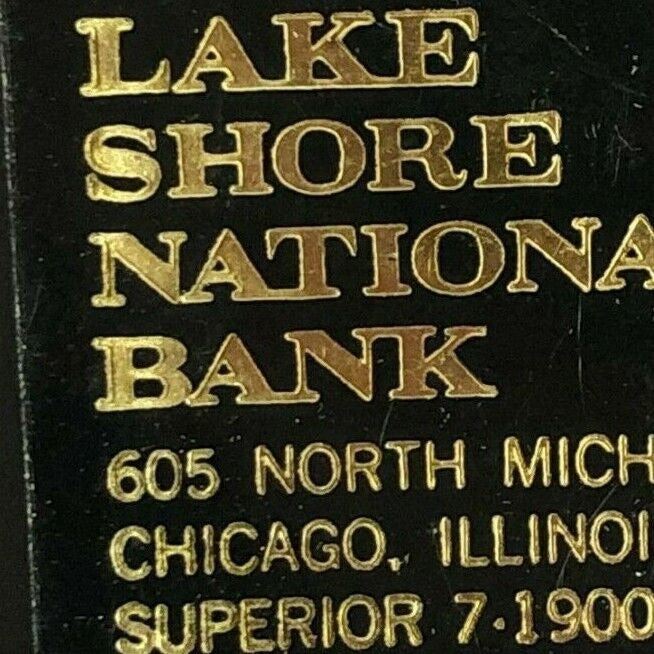 LAKE
SHORE
NATIONA
BANK
605 NORTH MICH
CHICAGO, ILLINOI
SUPERIOR 7-1900